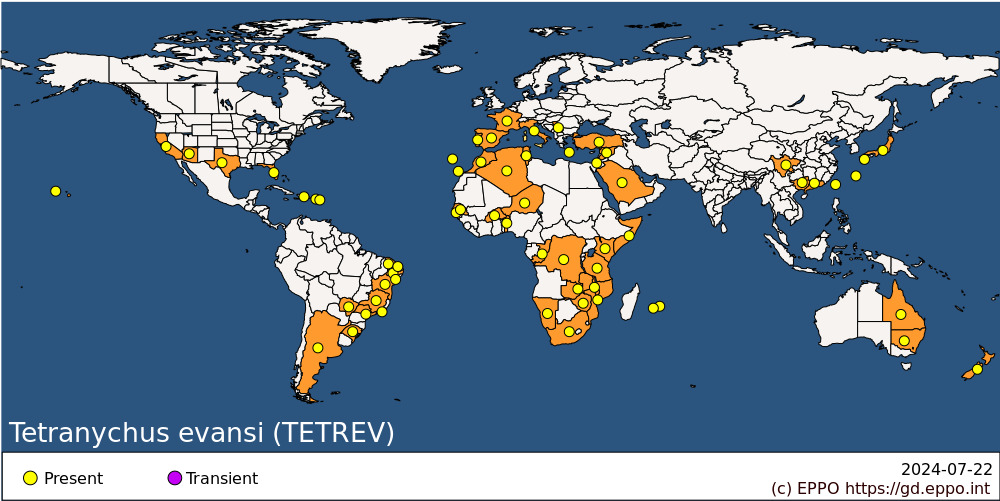 Tetranychus evansi (TETREV)
Present
Transient
2024-07-22
(c) EPPO https://gd.eppo.int